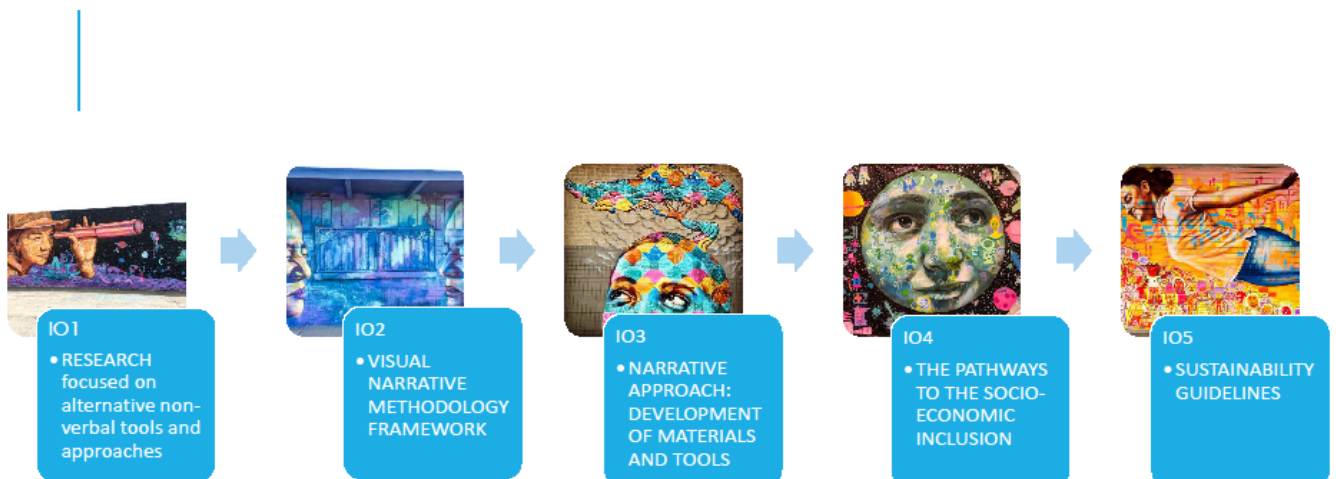 IO1
• RESEARCH
focused on
alternative non-
verbal tools and
approaches
IO2
• VISUAL
NARRATIVE
METHODOLOGY
FRAMEWORK
IO3
• NARRATIVE
APPROACH:
DEVELOPMENT
OF MATERIALS
AND TOOLS
IO4
• THE PATHWAYS
TO THE SOCIO-
ECONOMIC
INCLUSION
IO5
• SUSTAINABILITY
GUIDELINES